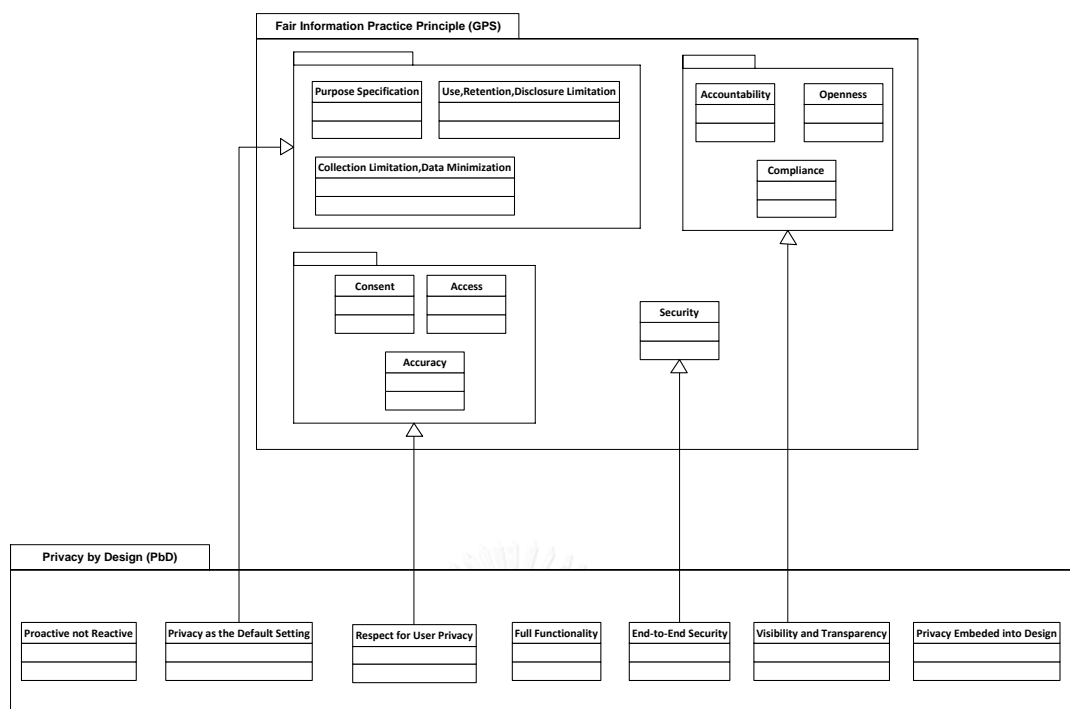 Fair Information Practice Principle (GPS)
Purpose Specification
Use,Retention,Disclosure Limitation
Collection Limitation,Data Minimization
Accountability
Openness
Compliance
Consent
Access
Accuracy
Security
Privacy by Design (PbD)
Proactive not Reactive
Privacy as the Default Setting
Respect for User Privacy
Full Functionality
End-to-End Security
Visibility and Transparency
Privacy Embeded into Design